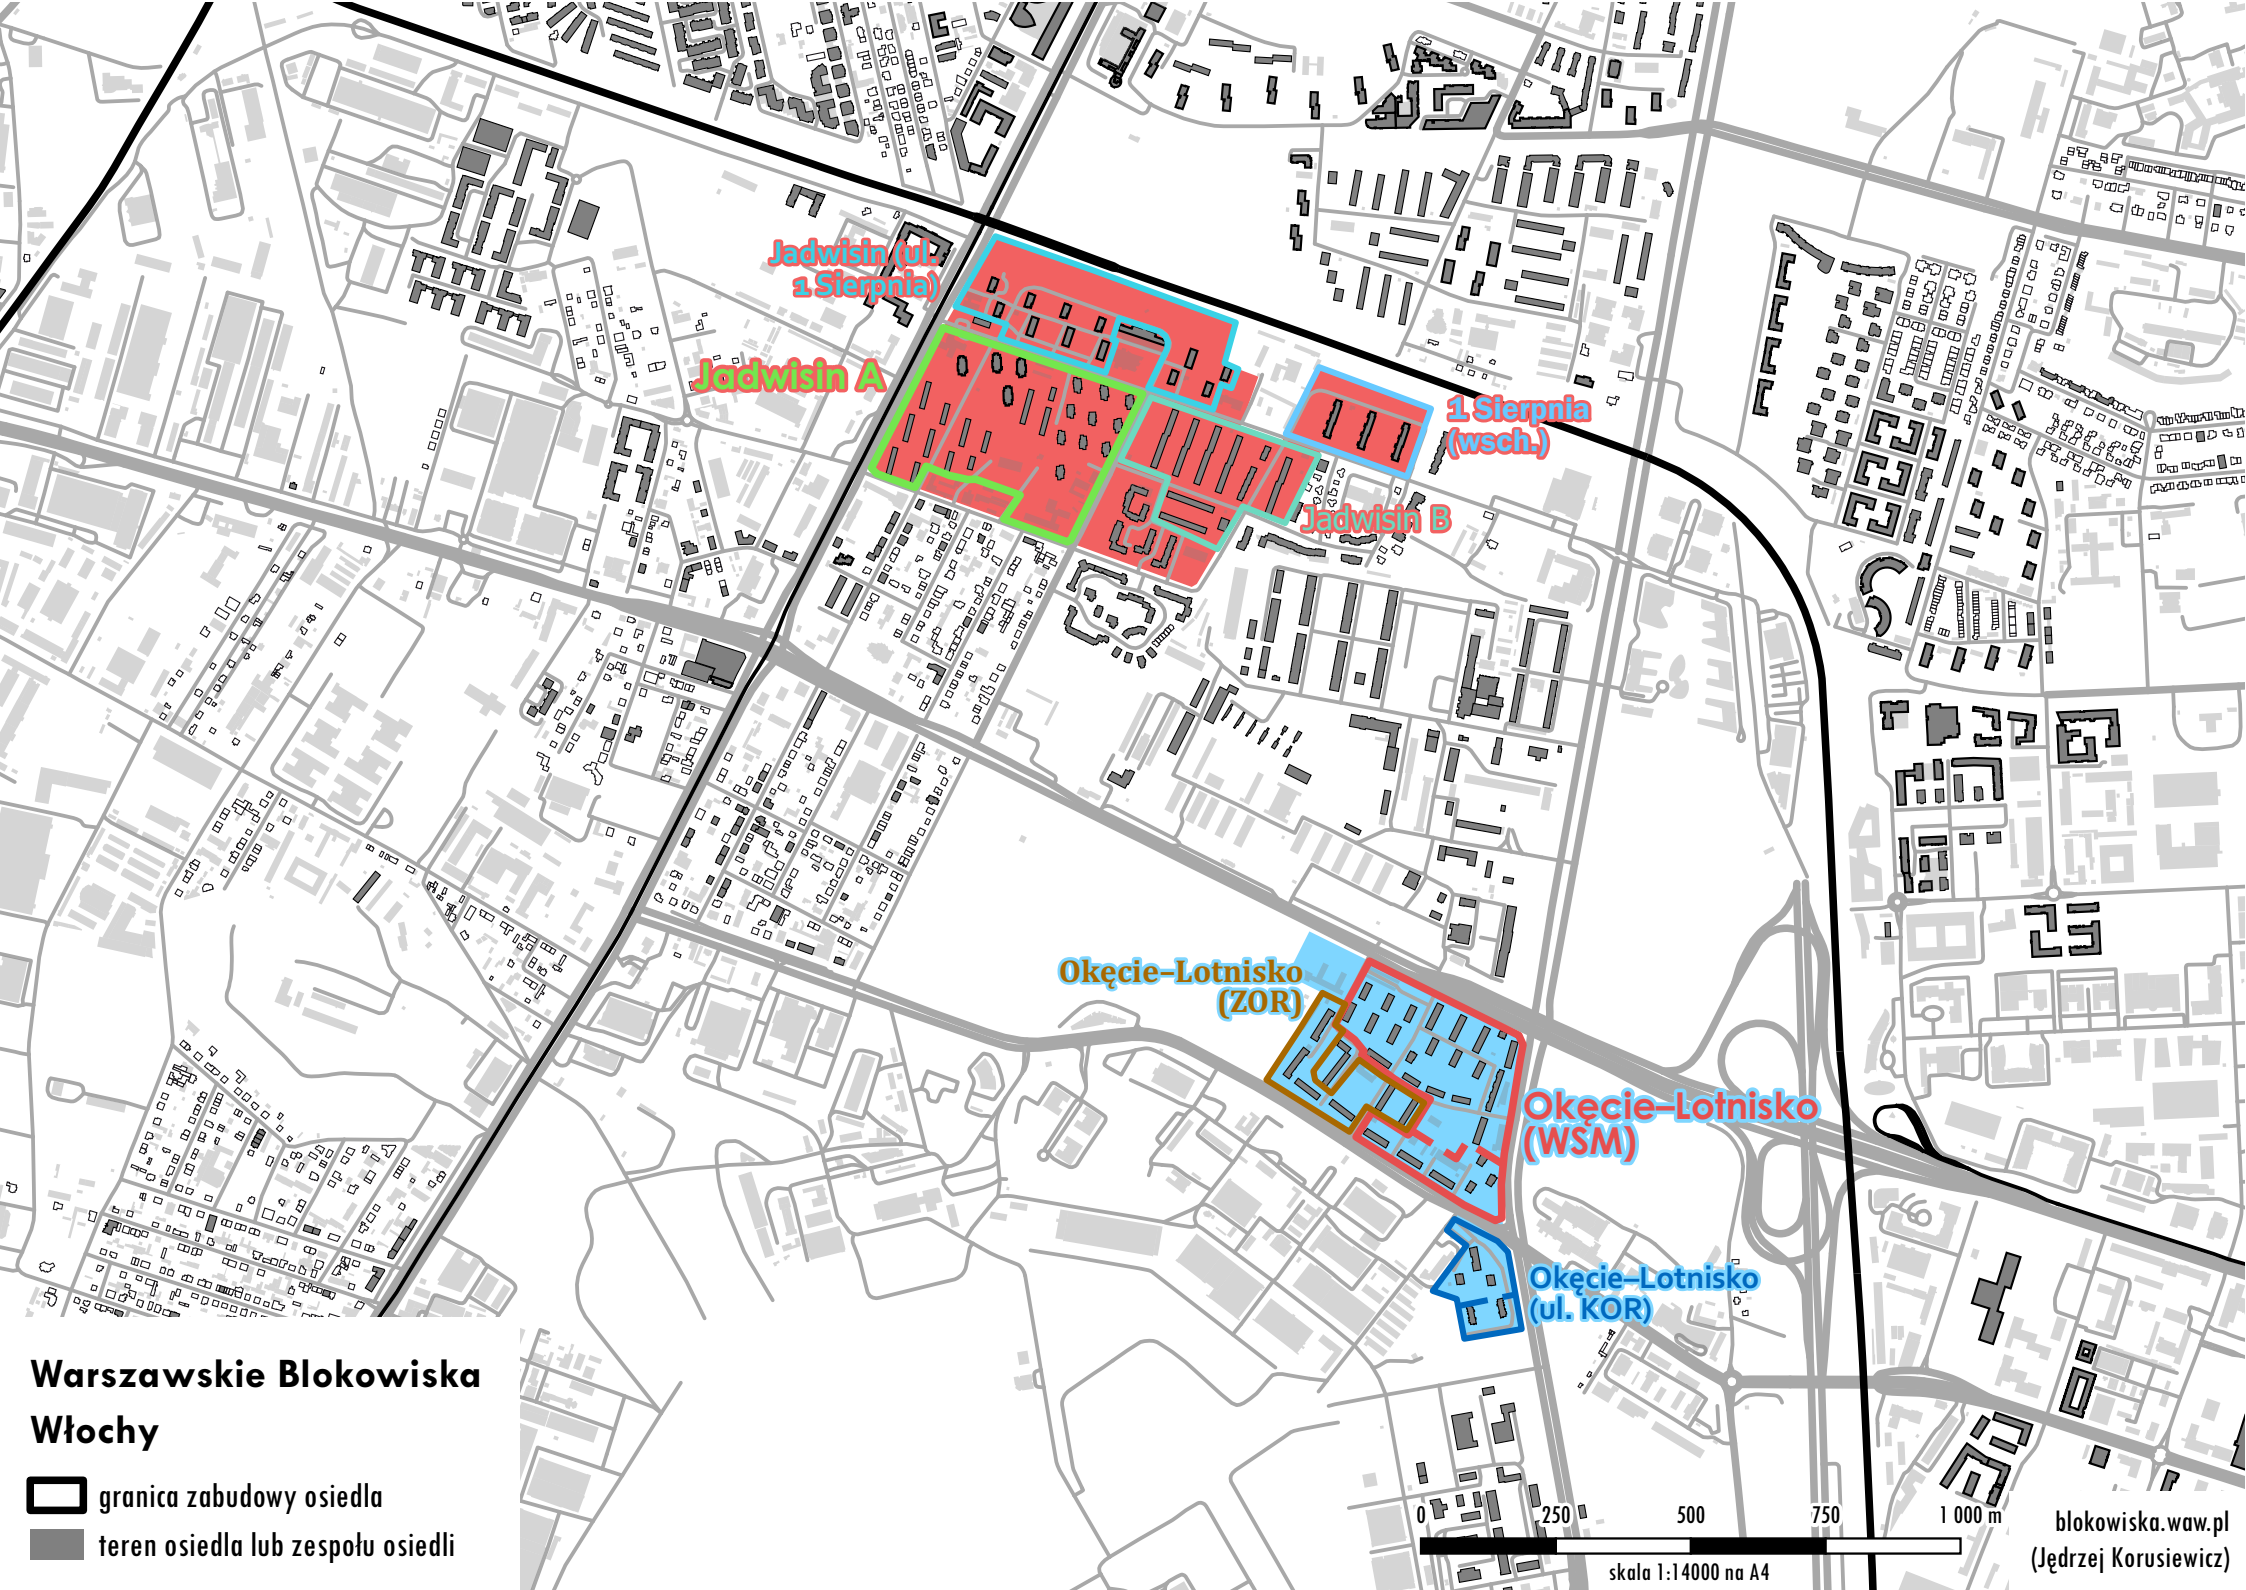 Jadwisin (ul.
1 Sierpnia)
Jadwisin A
1 Sierpnia
(wsch.)
Jadwisin B
Okęcie–Lotnisko
(ZOR)
Okęcie–Lotnisko
(WSM)
Okęcie–Lotnisko
(ul. KOR)
Warszawskie Blokowiska
Włochy
granica zabudowy osiedla
teren osiedla lub zespołu osiedli
0 250 500 750 1 000 m
skala 1:14000 na A4
blokowiska.waw.pl
(Jędrzej Korusiewicz)